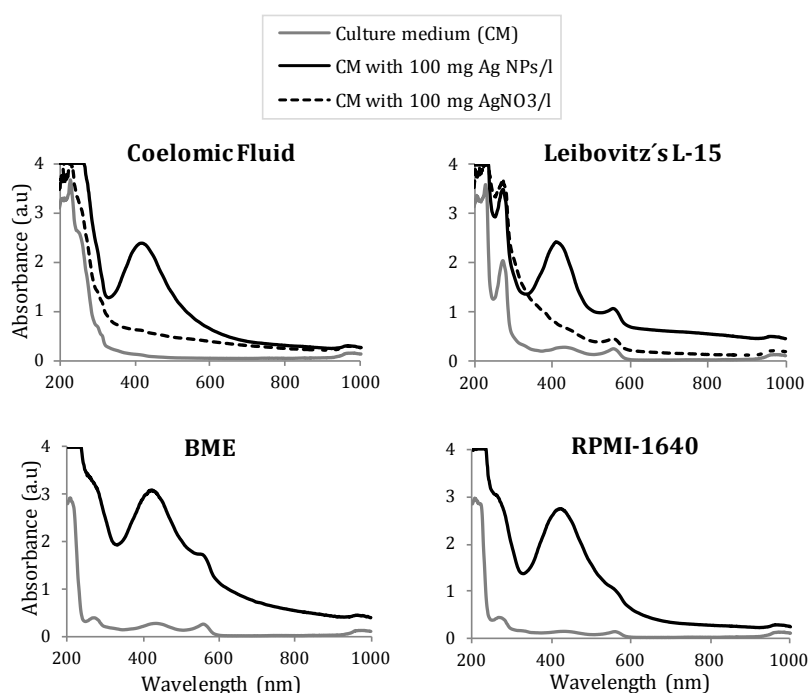 Culture medium (CM)
CM with 100 mg Ag NPs/l
CM with 100 mg AgNO3/l
Coelomic Fluid
Absorbance (a.u)
4
3
2
1
0
200 400 600 800 1000
Leibovitz´s L-15
4
3
2
1
0
200 400 600 800 1000
BME
Absorbance (a.u)
4
3
2
1
0
200 400 600 800 1000
Wavelength (nm)
RPMI-1640
4
3
2
1
0
200 400 600 800 1000
Wavelength (nm)